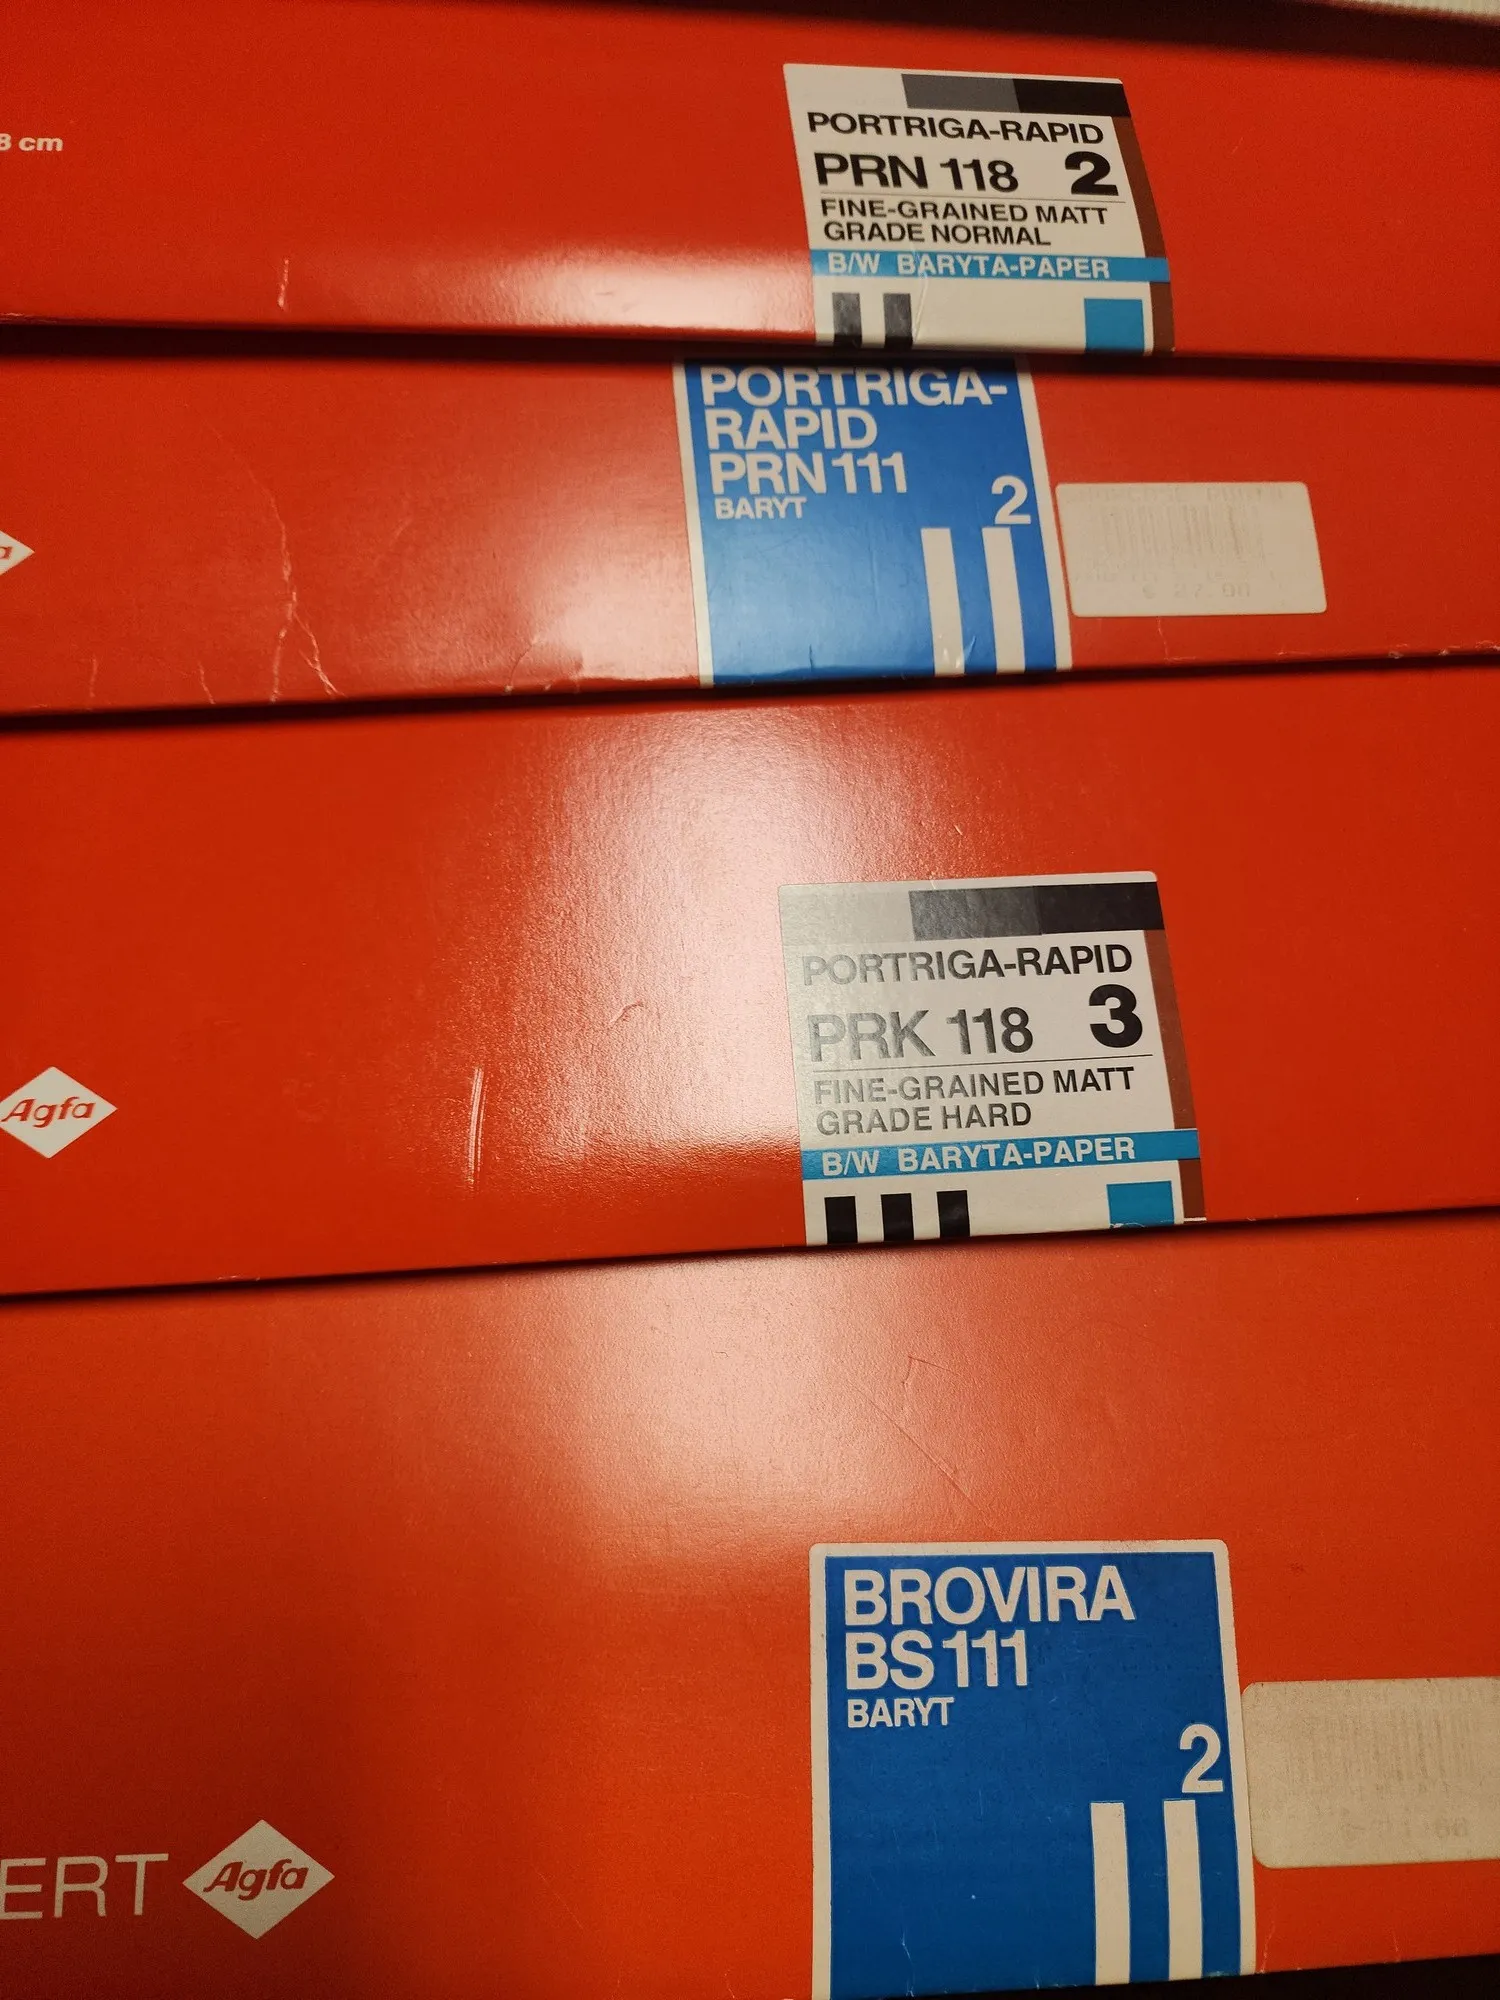 8 cm
PORTRIGA-RAPID
PRN 118 2
FINE-GRAINED MATT
GRADE NORMAL
B/W BARYTA-PAPER
PORTRIGA-
RAPID
PRN 111
BARYT
2
Agfa
PORTRIGA-RAPID
PRK 118 3
FINE-GRAINED MATT
GRADE HARD
B/W BARYTA-PAPER
BROVIRA
BS 111
BARYT
2
ERT Agfa